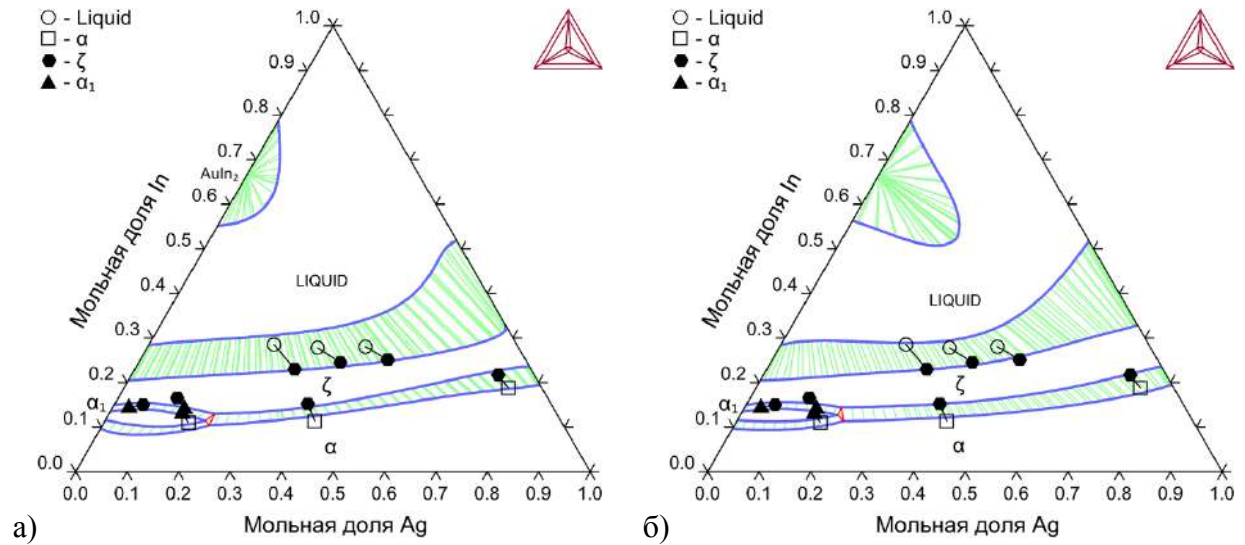 - Liquid
- α
- ζ
- α₁
1.0
0.9
0.8
0.7
AuIn₂
0.6
0.5
0.4
0.3
0.2
0.1
0.0
Мольная доля In
LIQUID
ζ
α₁
α
0.0 0.1 0.2 0.3 0.4 0.5 0.6 0.7 0.8 0.9 1.0
Мольная доля Ag
а)
- Liquid
- α
- ζ
- α₁
1.0
0.9
0.8
0.7
0.6
0.5
0.4
0.3
0.2
0.1
0.0
Мольная доля In
LIQUID
ζ
α₁
α
0.0 0.1 0.2 0.3 0.4 0.5 0.6 0.7 0.8 0.9 1.0
Мольная доля Ag
б)